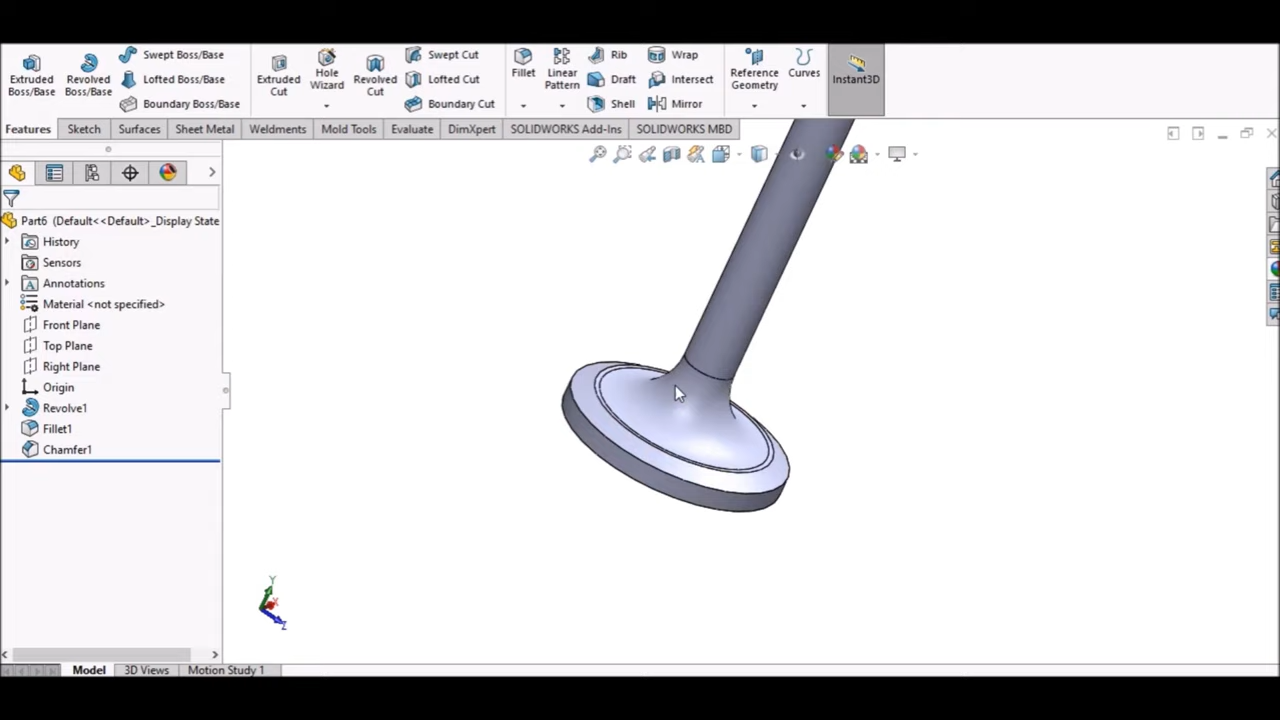 Extruded Boss/Base
Revolved Boss/Base
Swept Boss/Base
Lofted Boss/Base
Boundary Boss/Base
Extruded Cut
Hole Wizard
Revolved Cut
Swept Cut
Lofted Cut
Boundary Cut
Fillet
Linear Pattern
Rib
Draft
Shell
Wrap
Intersect
Mirror
Reference Geometry
Curves
Instant3D
Features
Sketch
Surfaces
Sheet Metal
Weldments
Mold Tools
Evaluate
DimXpert
SOLIDWORKS Add-Ins
SOLIDWORKS MBD
Part6 (Default<<Default>_Display State
History
Sensors
Annotations
Material <not specified>
Front Plane
Top Plane
Right Plane
Origin
Revolve1
Fillet1
Chamfer1
Y
X
Z
Model
3D Views
Motion Study 1